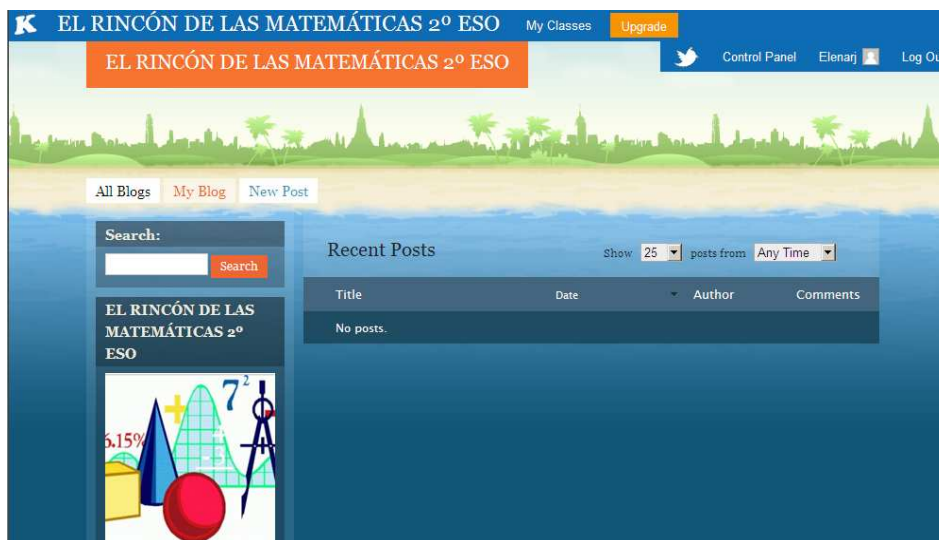 K EL RINCÓN DE LAS MATEMÁTICAS 2º ESO My Classes Upgrade
EL RINCÓN DE LAS MATEMÁTICAS 2º ESO
Control Panel Elenarj Log Ou
All Blogs My Blog New Post
Search:
Search
Recent Posts Show 25 posts from Any Time
Title Date Author Comments
No posts.
EL RINCÓN DE LAS
MATEMÁTICAS 2º
ESO
7²
6.15%
-3